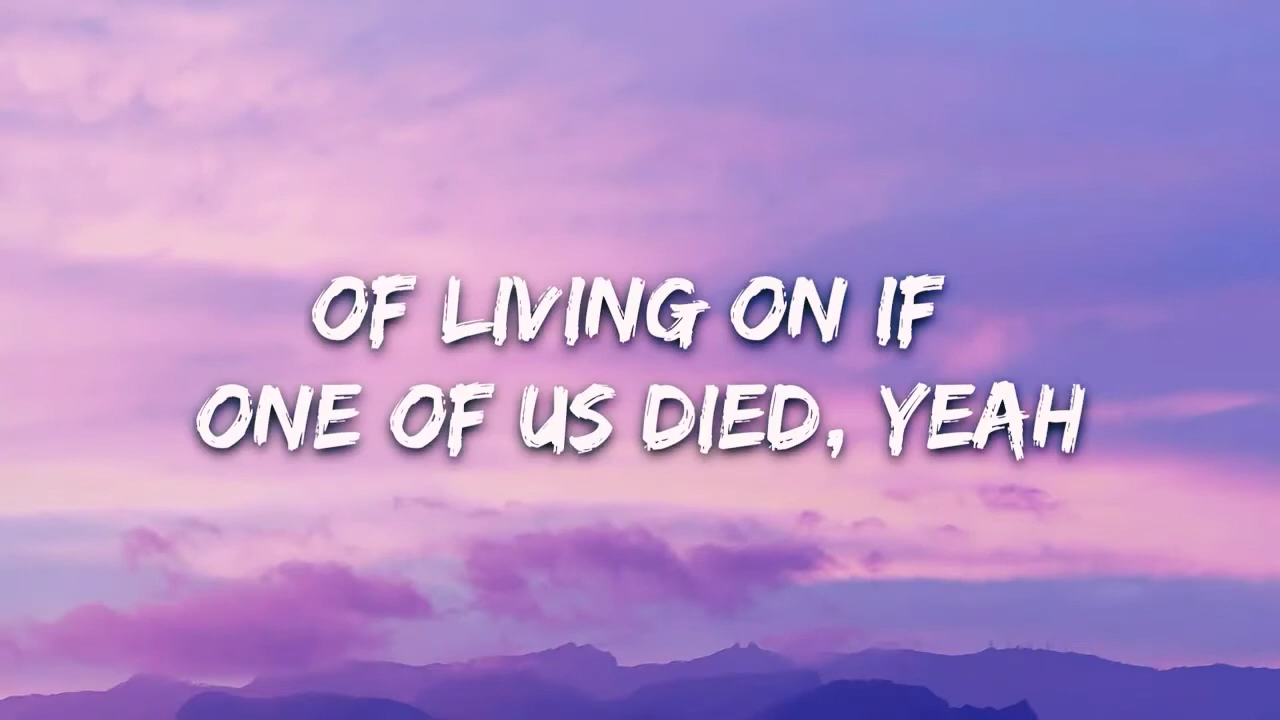 OF LIVING ON IF
ONE OF US DIED, YEAH